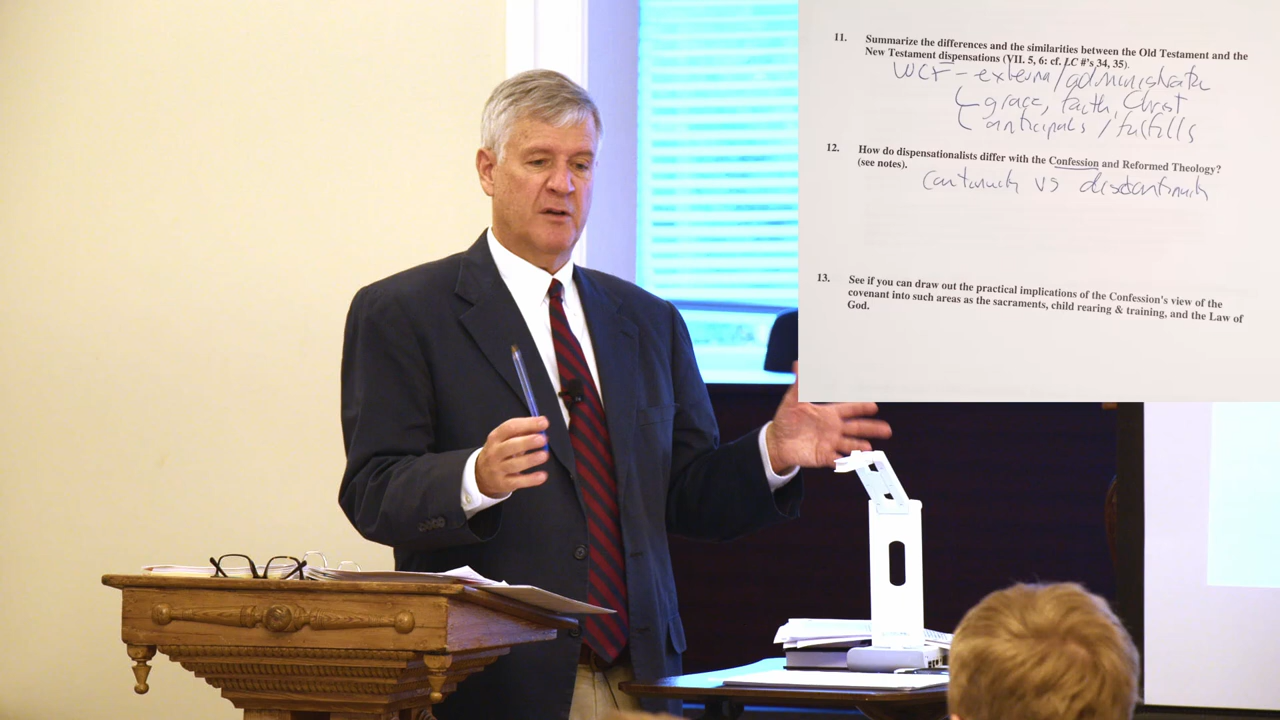 11. Summarize the differences and the similarities between the Old Testament and the
New Testament dispensations (VII. 5, 6: cf. LC #'s 34, 35).
WCF - external/administration
grace, faith, Christ
anticipates / fulfills
12. How do dispensationalists differ with the Confession and Reformed Theology?
(see notes).
continuity vs discontinuity
13. See if you can draw out the practical implications of the Confession's view of the
covenant into such areas as the sacraments, child rearing & training, and the Law of
God.